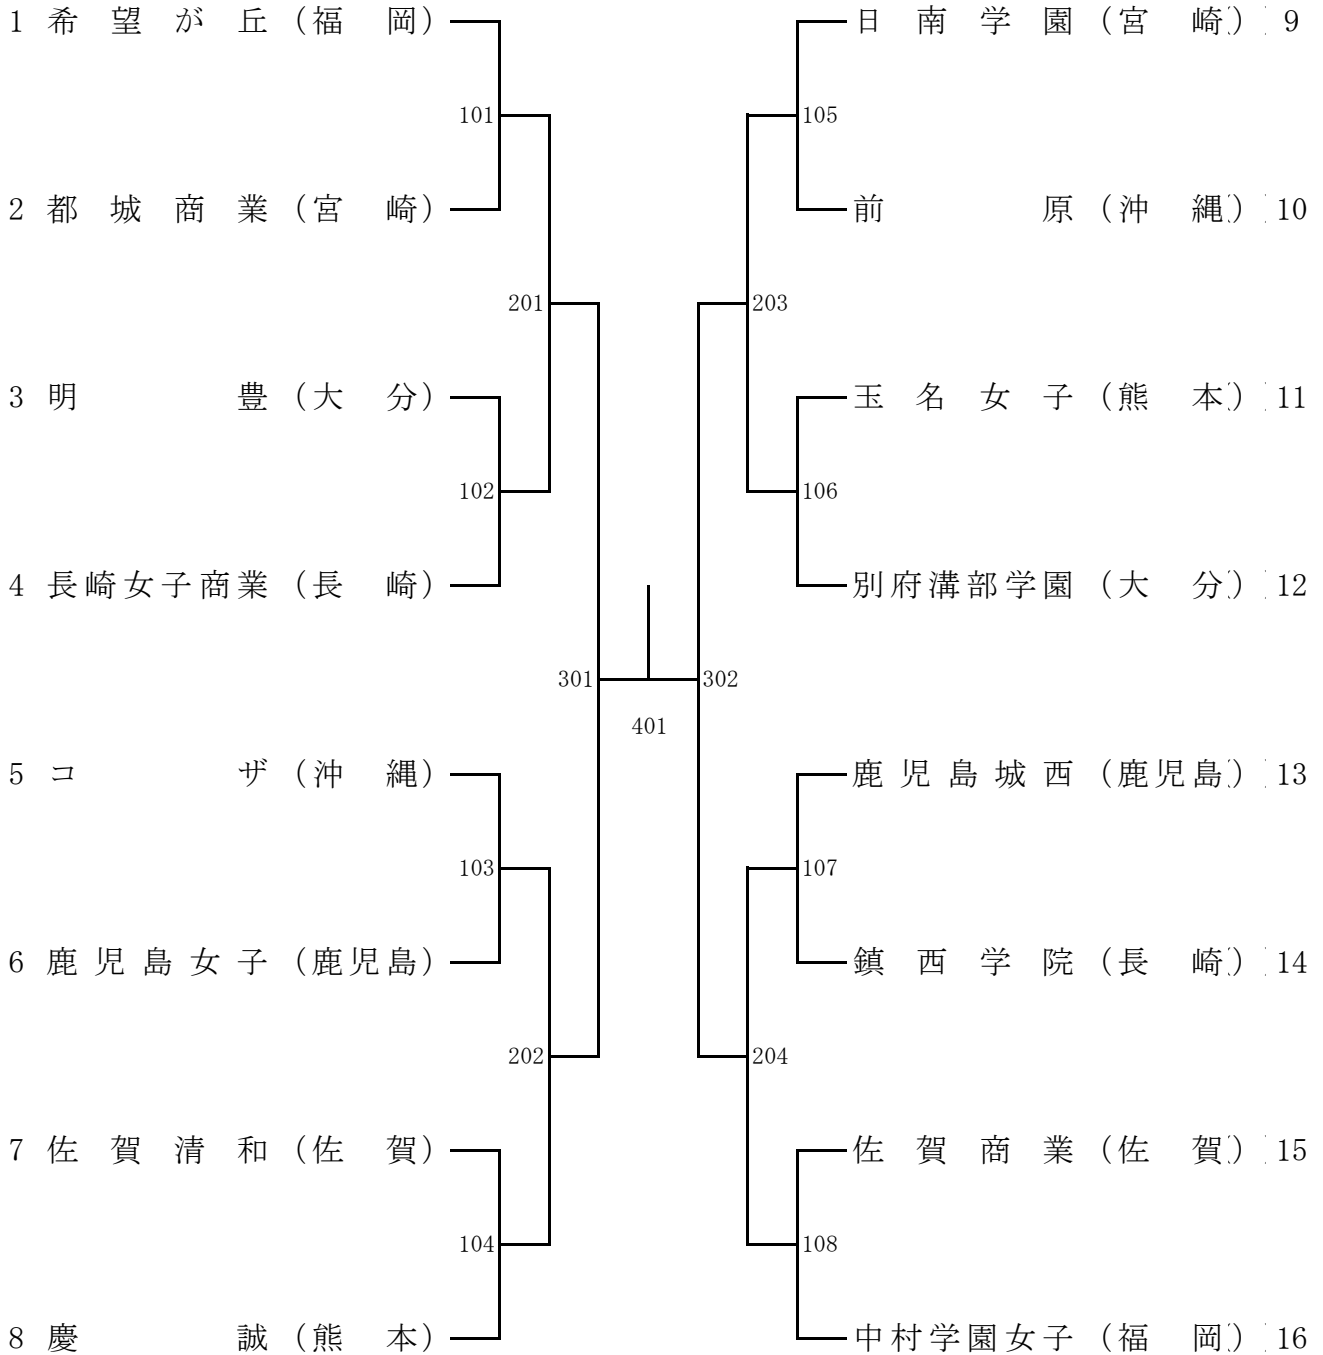 1 希望が丘（福岡） 日南学園（宮崎） 9
101 105
2 都城商業（宮崎） 前原（沖縄） 10
201 203
3 明豊（大分） 玉名女子（熊本） 11
102 106
4 長崎女子商業（長崎） 別府溝部学園（大分） 12
301 302
401
5 コザ（沖縄） 鹿児島城西（鹿児島） 13
103 107
6 鹿児島女子（鹿児島） 鎮西学院（長崎） 14
202 204
7 佐賀清和（佐賀） 佐賀商業（佐賀） 15
104 108
8 慶誠（熊本） 中村学園女子（福岡） 16